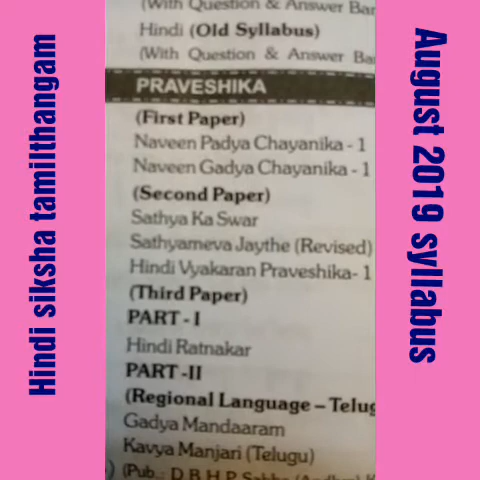 Hindi siksha tamilthangam
(With Question & Answer
Hindi (Old Syllabus)
(With Question & Answer
PRAVESHIKA
(First Paper)
Naveen Padya Chayanika - 1
Naveen Gadya Chayanika - 1
(Second Paper)
Sathya Ka Swar
Sathyameva Jaythe (Revised)
Hindi Vyakaran Praveshika- 1
(Third Paper)
PART - I
Hindi Ratnakar
PART -II
(Regional Language – Telug
Gadya Mandaaram
Kavya Manjari (Telugu)
(Pub.: D.B.H.P. Sabha
August 2019 syllabus